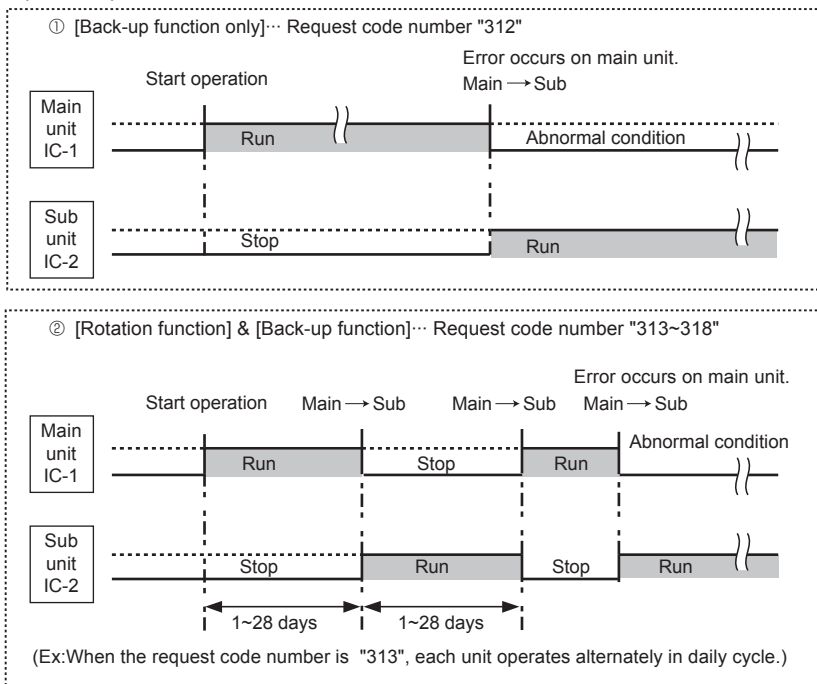 ① [Back-up function only]··· Request code number "312"
Error occurs on main unit.
Start operation
Main → Sub
Main
unit
IC-1
Run
Abnormal condition
Sub
unit
IC-2
Stop
Run
② [Rotation function] & [Back-up function]··· Request code number "313~318"
Error occurs on main unit.
Start operation Main → Sub Main → Sub Main → Sub
Main
unit
IC-1
Abnormal condition
Run Stop Run
Sub
unit
IC-2
Stop Run Stop Run
1~28 days 1~28 days
(Ex:When the request code number is "313", each unit operates alternately in daily cycle.)